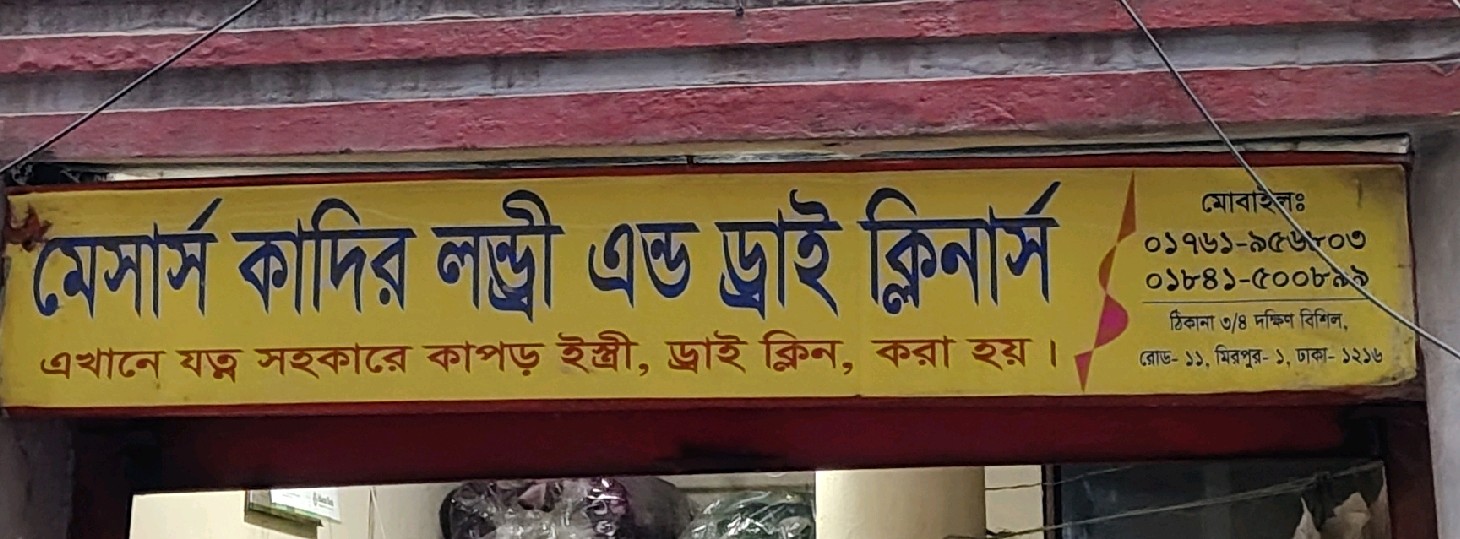 মেসার্স কাদির লন্ড্রী এন্ড ড্রাই ক্লিনার্স
এখানে যত্ন সহকারে কাপড় ইস্ত্রী, ড্রাই ক্লিন, করা হয় ।
মোবাইলঃ
০১৭৬১-৯৫৬৮০৩
০১৮৪১-৫০০৮৯৯
ঠিকানা ৩/৪ দক্ষিণ বিশিল,
রোড- ১১, মিরপুর- ১, ঢাকা- ১২১৬